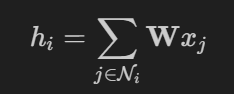 $h_i = \sum_{j \in \mathcal{N}_i} \mathbf{W} x_j$